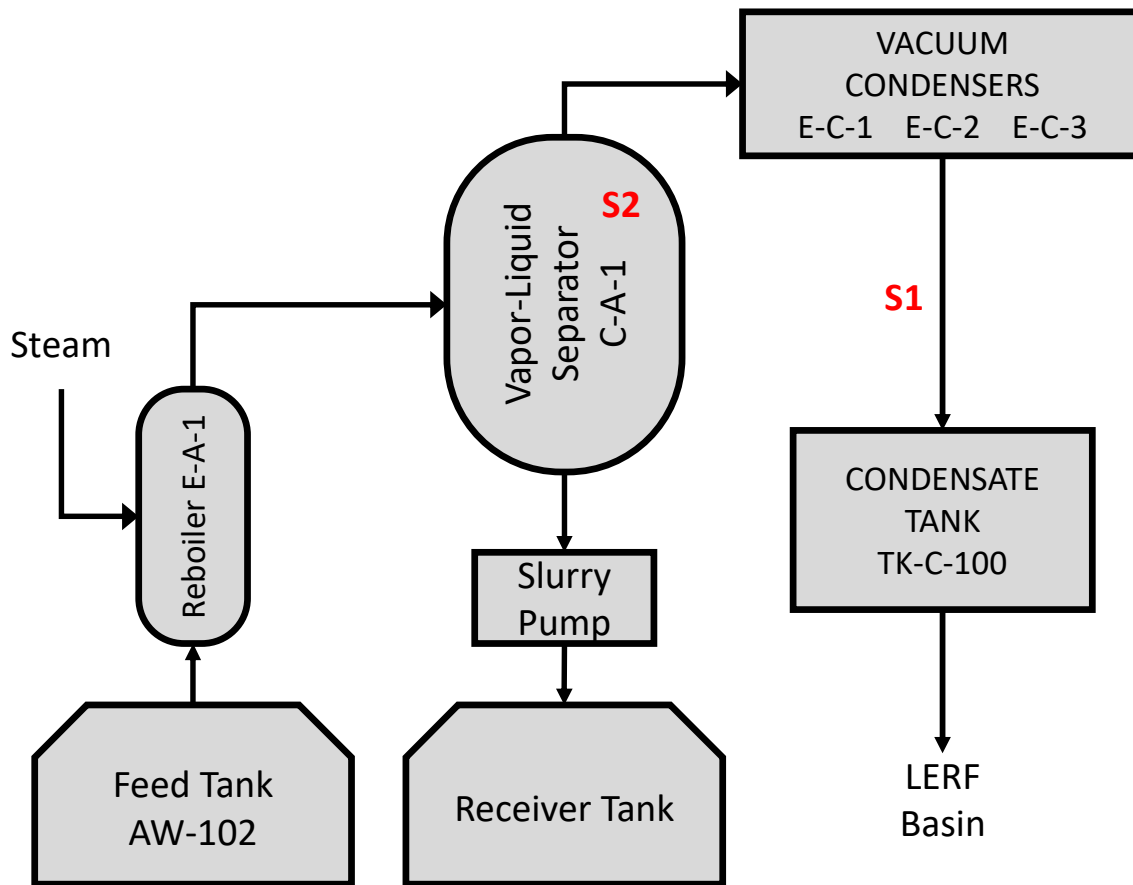 VACUUM
CONDENSERS
E-C-1 E-C-2 E-C-3
S2
Vapor-Liquid
Separator
C-A-1
S1
Steam
Reboiler E-A-1
CONDENSATE
TANK
TK-C-100
Slurry
Pump
Feed Tank
AW-102
Receiver Tank
LERF
Basin